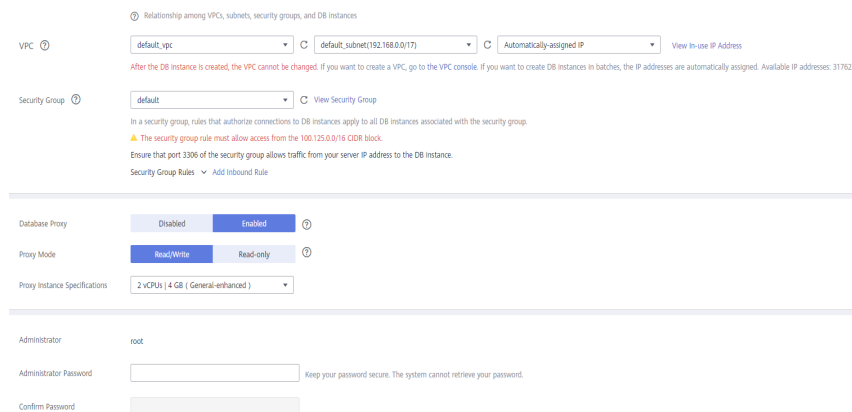 Relationship among VPCs, subnets, security groups, and DB instances
VPC
default_vpc
default_subnet(192.168.0.0/17)
Automatically-assigned IP
View In-use IP Address
After the DB instance is created, the VPC cannot be changed. If you want to create a VPC, go to the VPC console. If you want to create DB instances in batches, the IP addresses are automatically assigned. Available IP addresses: 31762
Security Group
default
View Security Group
In a security group, rules that authorize connections to DB instances apply to all DB instances associated with the security group.
The security group rule must allow access from the 100.125.0.0/16 CIDR block.
Ensure that port 3306 of the security group allows traffic from your server IP address to the DB instance.
Security Group Rules Add Inbound Rule
Database Proxy
Disabled
Enabled
Proxy Mode
Read/Write
Read-only
Proxy Instance Specifications
2 vCPUs | 4 GB ( General-enhanced )
Administrator
root
Administrator Password
Keep your password secure. The system cannot retrieve your password.
Confirm Password